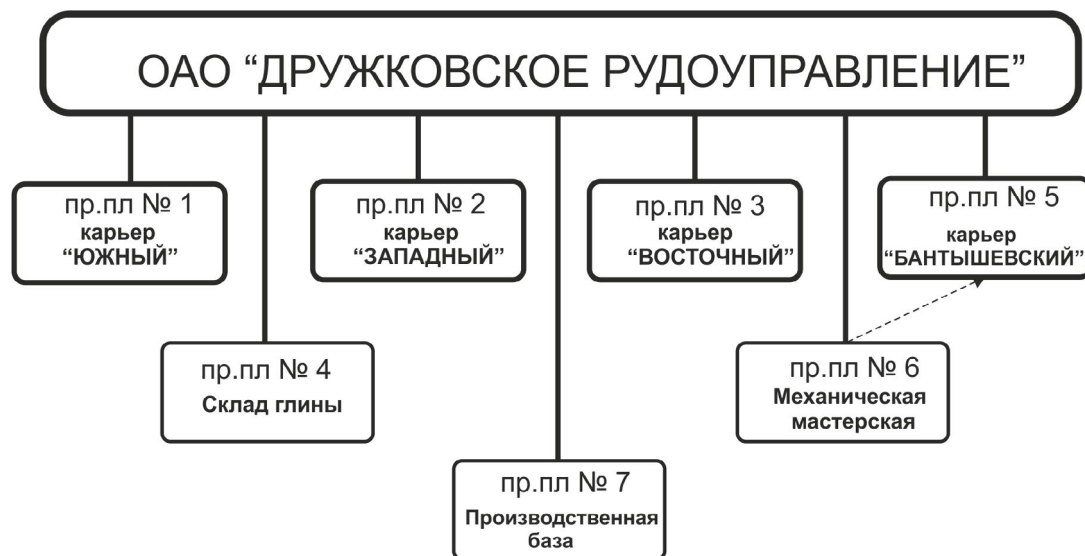 ОАО “ДРУЖКОВСКОЕ РУДОУПРАВЛЕНИЕ”
пр.пл № 1
карьер
“ЮЖНЫЙ”
пр.пл № 2
карьер
“ЗАПАДНЫЙ”
пр.пл № 3
карьер
“ВОСТОЧНЫЙ”
пр.пл № 5
карьер
“БАНТЫШЕВСКИЙ”
пр.пл № 4
Склад глины
пр.пл № 6
Механическая
мастерская
пр.пл № 7
Производственная
база